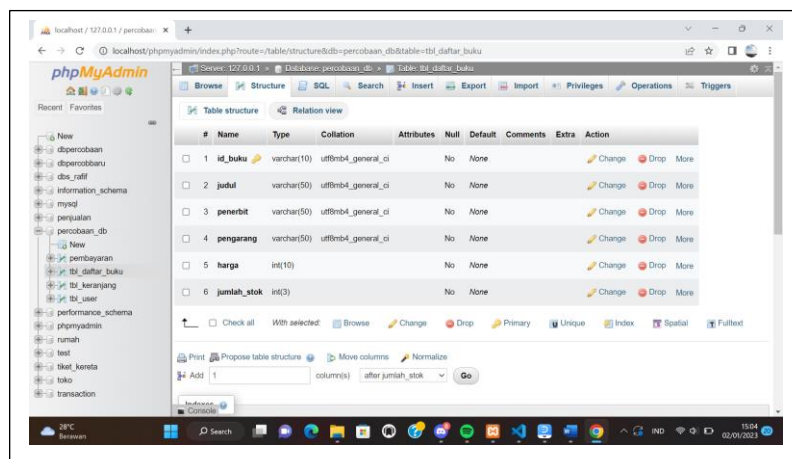 localhost / 127.0.0.1 / percobaan
localhost/phpmyadmin/index.php?route=/table/structure&db=percobaan_db&table=tbl_daftar_buku
phpMyAdmin
Recent Favorites
New
dbpercobaan
dbpercobbaru
dbs_rafif
information_schema
mysql
penjualan
percobaan_db
New
pembayaran
tbl_daftar_buku
tbl_keranjang
tbl_user
performance_schema
phpmyadmin
rumah
test
tiket_kereta
toko
transaction
Server: 127.0.0.1 » Database: percobaan_db » Table: tbl_daftar_buku
Browse Structure SQL Search Insert Export Import Privileges Operations Triggers
Table structure Relation view
# Name Type Collation Attributes Null Default Comments Extra Action
1 id_buku varchar(10) utf8mb4_general_ci No None Change Drop More
2 judul varchar(50) utf8mb4_general_ci No None Change Drop More
3 penerbit varchar(50) utf8mb4_general_ci No None Change Drop More
4 pengarang varchar(50) utf8mb4_general_ci No None Change Drop More
5 harga int(10) No None Change Drop More
6 jumlah_stok int(3) No None Change Drop More
Check all With selected: Browse Change Drop Primary Unique Index Spatial Fulltext
Print Propose table structure Move columns Normalize
Add 1 column(s) after jumlah_stok Go
Indexes
Console
28°C
Berawan
Search
IND
15:04
02/01/2023